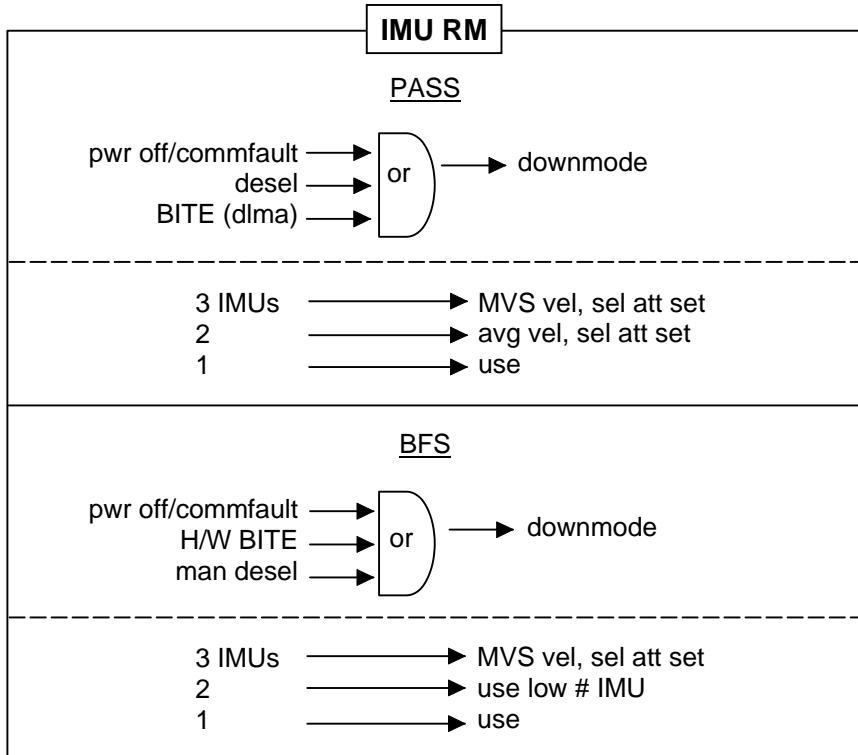 IMU RM
PASS
pwr off/commfault
desel
BITE (dlma)
or
downmode
3 IMUs MVS vel, sel att set
2 avg vel, sel att set
1 use
BFS
pwr off/commfault
H/W BITE
man desel
or
downmode
3 IMUs MVS vel, sel att set
2 use low # IMU
1 use